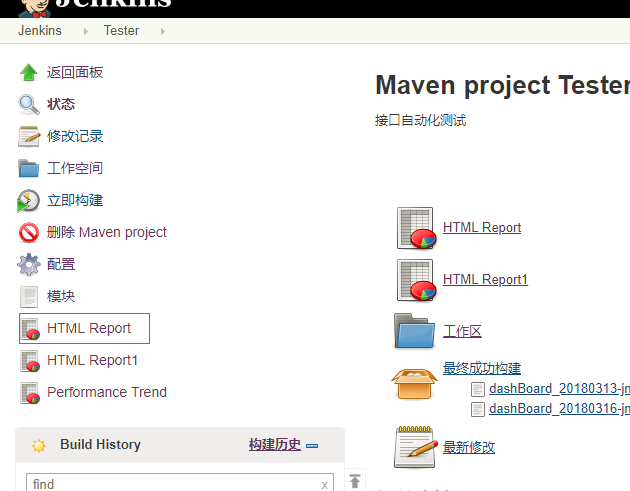 Jenkins
Jenkins Tester
返回面板
状态
修改记录
工作空间
立即构建
删除 Maven project
配置
模块
HTML Report
HTML Report1
Performance Trend
Build History 构建历史
find x
Maven project Tester
接口自动化测试
HTML Report
HTML Report1
工作区
最终成功构建
dashBoard_20180313-jm
dashBoard_20180316-jm
最新修改